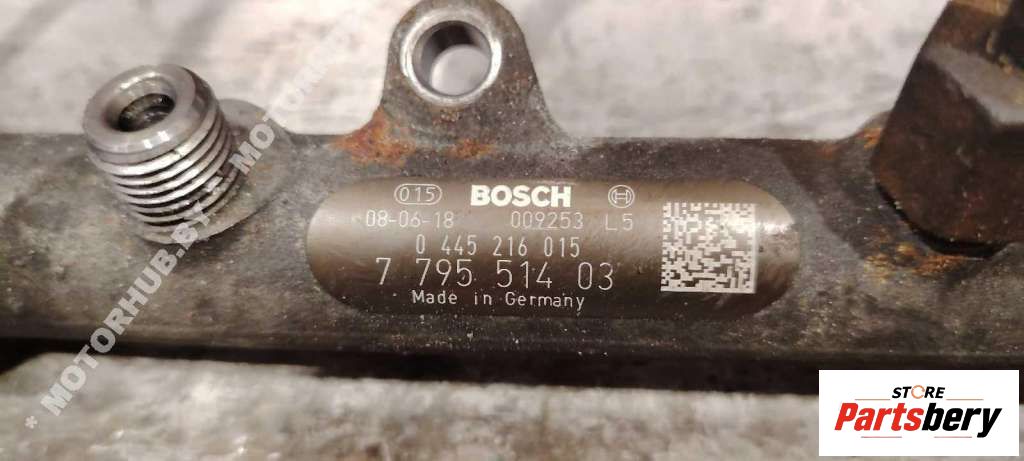 015 BOSCH
08-06-18 009253 L5
0 445 216 015
7 795 514 03
Made in Germany
* MOTORHUB.BY * MOTORHUB
STORE
Partsbery